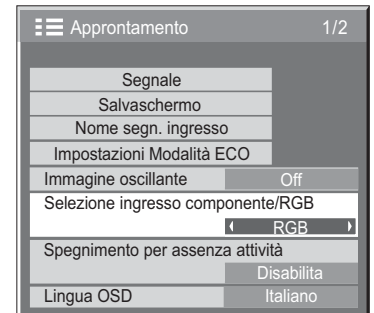 Approntamento 1/2
Segnale
Salvaschermo
Nome segn. ingresso
Impostazioni Modalità ECO
Immagine oscillante Off
Selezione ingresso componente/RGB
RGB
Spegnimento per assenza attività
Disabilita
Lingua OSD Italiano